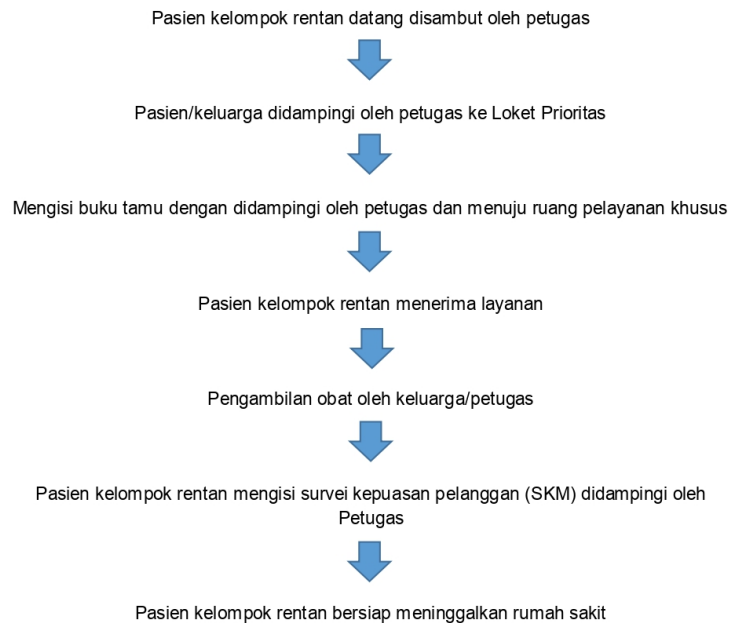 Pasien kelompok rentan datang disambut oleh petugas
Pasien/keluarga didampingi oleh petugas ke Loket Prioritas
Mengisi buku tamu dengan didampingi oleh petugas dan menuju ruang pelayanan khusus
Pasien kelompok rentan menerima layanan
Pengambilan obat oleh keluarga/petugas
Pasien kelompok rentan mengisi survei kepuasan pelanggan (SKM) didampingi oleh
Petugas
Pasien kelompok rentan bersiap meninggalkan rumah sakit